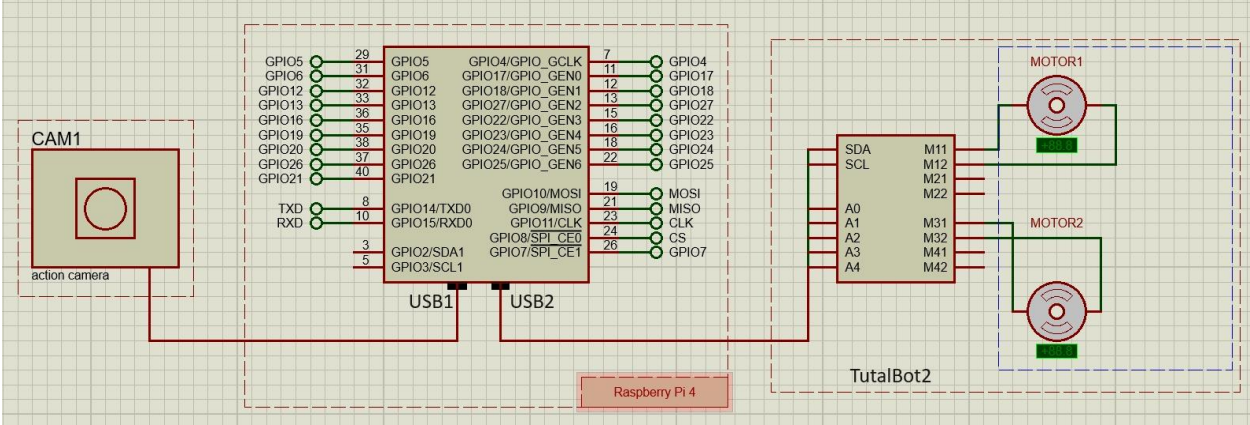 CAM1
action camera
GPIO5 29 GPIO5
GPIO6 31 GPIO6
GPIO12 32 GPIO12
GPIO13 33 GPIO13
GPIO16 36 GPIO16
GPIO19 35 GPIO19
GPIO20 38 GPIO20
GPIO26 37 GPIO26
GPIO21 40 GPIO21
TXD 8 GPIO14/TXD0
RXD 10 GPIO15/RXD0
3 GPIO2/SDA1
5 GPIO3/SCL1
GPIO4/GPIO_GCLK 7 GPIO4
GPIO17/GPIO_GEN0 11 GPIO17
GPIO18/GPIO_GEN1 12 GPIO18
GPIO27/GPIO_GEN2 13 GPIO27
GPIO22/GPIO_GEN3 15 GPIO22
GPIO23/GPIO_GEN4 16 GPIO23
GPIO24/GPIO_GEN5 18 GPIO24
GPIO25/GPIO_GEN6 22 GPIO25
GPIO10/MOSI 19 MOSI
GPIO9/MISO 21 MISO
GPIO11/CLK 23 CLK
GPIO8/SPI_CE0 24 CS
GPIO7/SPI_CE1 26 GPIO7
USB1 USB2
Raspberry Pi 4
SDA M11
SCL M12
M21
M22
A0
A1 M31
A2 M32
A3 M41
A4 M42
MOTOR1
+88.8
MOTOR2
+88.8
TutalBot2